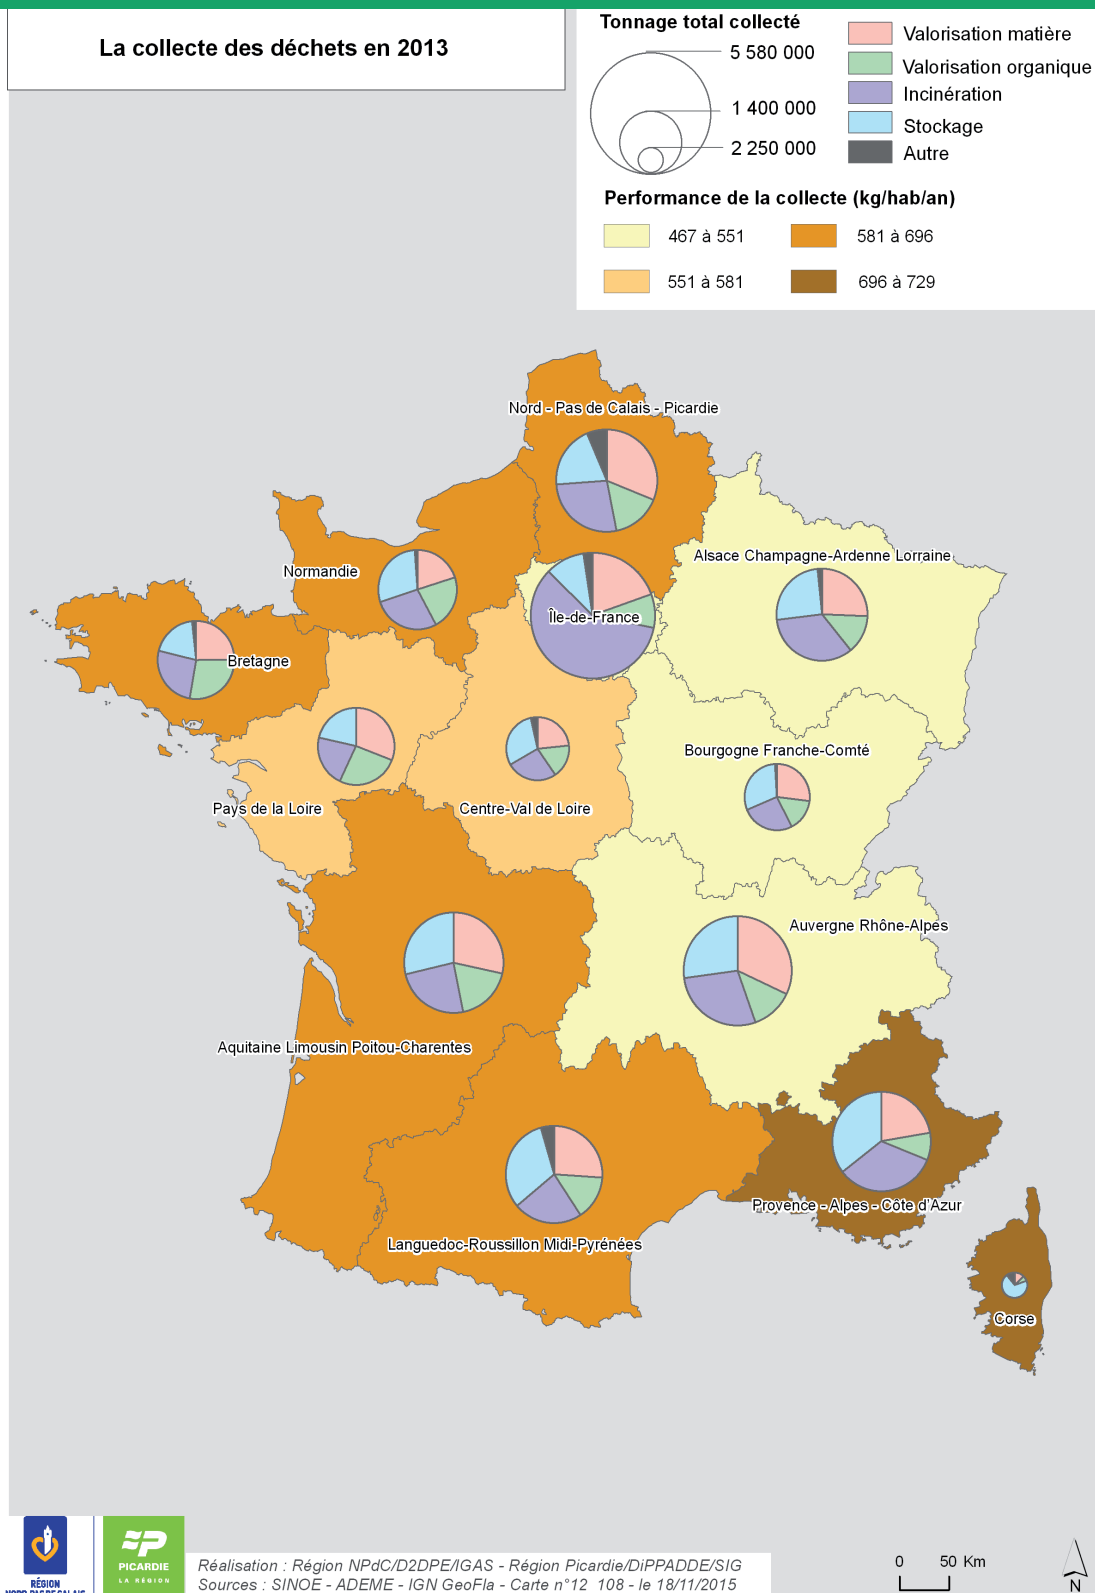 La collecte des déchets en 2013
Tonnage total collecté
5 580 000
1 400 000
2 250 000
Valorisation matière
Valorisation organique
Incinération
Stockage
Autre
Performance de la collecte (kg/hab/an)
467 à 551
581 à 696
551 à 581
696 à 729
Nord - Pas de Calais - Picardie
Normandie
Alsace Champagne-Ardenne Lorraine
Île-de-France
Bretagne
Bourgogne Franche-Comté
Pays de la Loire
Centre-Val de Loire
Auvergne Rhône-Alpes
Aquitaine Limousin Poitou-Charentes
Provence - Alpes - Côte d'Azur
Languedoc-Roussillon Midi-Pyrénées
Corse
RÉGION
NORD-PAS DE CALAIS
PICARDIE
LA RÉGION
Réalisation : Région NPdC/D2DPE/IGAS - Région Picardie/DiPPADDE/SIG
Sources : SINOE - ADEME - IGN GeoFla - Carte n°12_108 - le 18/11/2015
0 50 Km
N